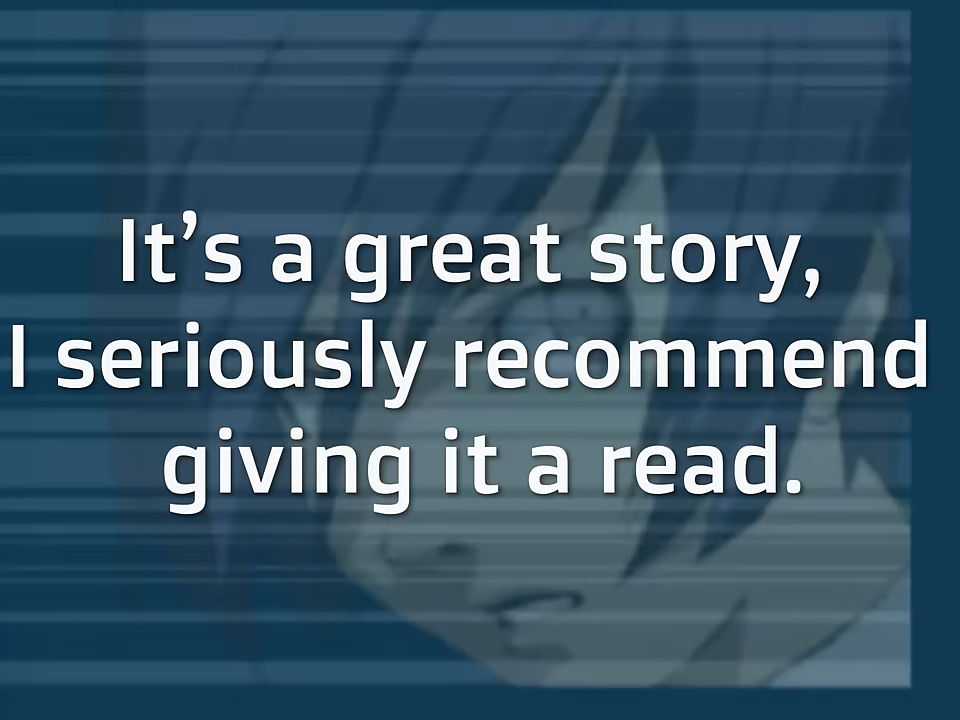 It’s a great story,
I seriously recommend
giving it a read.